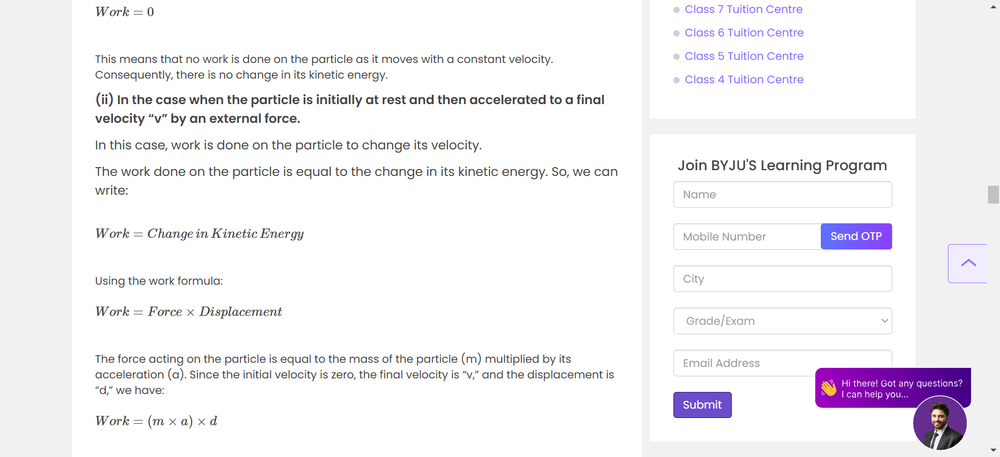 Work = 0
This means that no work is done on the particle as it moves with a constant velocity.
Consequently, there is no change in its kinetic energy.
(ii) In the case when the particle is initially at rest and then accelerated to a final
velocity “v” by an external force.
In this case, work is done on the particle to change its velocity.
The work done on the particle is equal to the change in its kinetic energy. So, we can
write:
Work = Change in Kinetic Energy
Using the work formula:
Work = Force × Displacement
The force acting on the particle is equal to the mass of the particle (m) multiplied by its
acceleration (a). Since the initial velocity is zero, the final velocity is “v,” and the displacement is
“d,” we have:
Work = (m × a) × d
Class 7 Tuition Centre
Class 6 Tuition Centre
Class 5 Tuition Centre
Class 4 Tuition Centre
Join BYJU'S Learning Program
Name
Mobile Number
Send OTP
City
Grade/Exam
Email Address
Submit
Hi there! Got any questions?
I can help you...